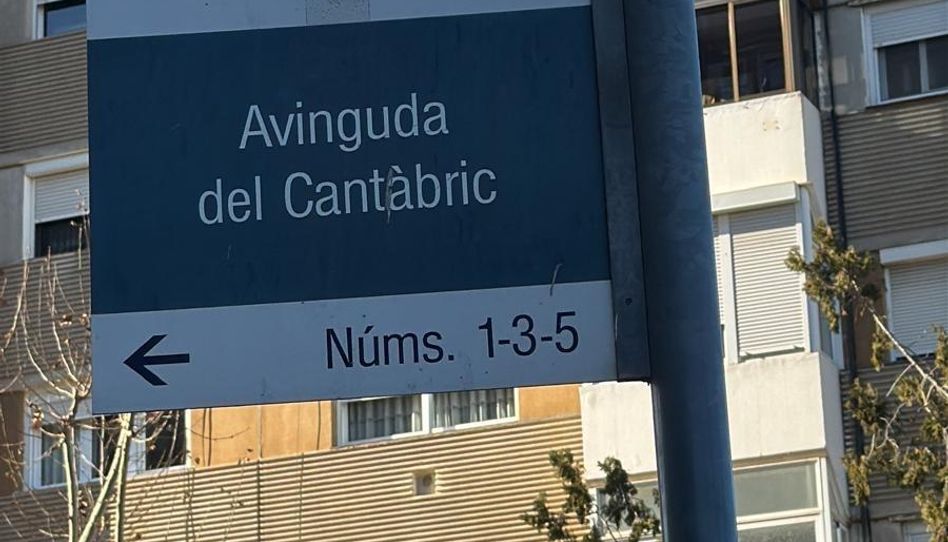 Avinguda
del Cantàbric
← Núms. 1-3-5